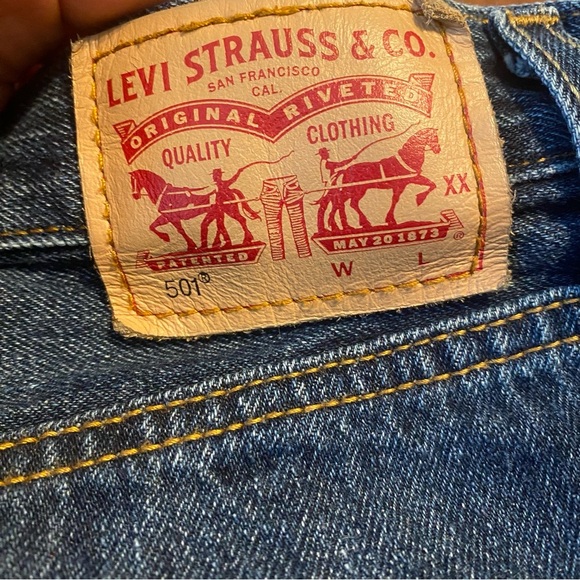 LEVI STRAUSS & CO.
SAN FRANCISCO
CAL.
ORIGINAL RIVETED
QUALITY CLOTHING
XX
PATENTED MAY 20 1873 ®
501® W L